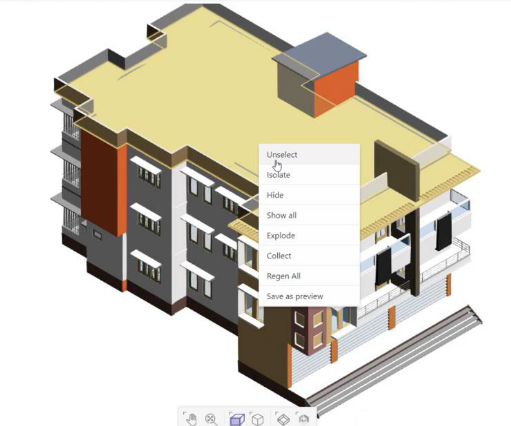 Unselect
Isolate
Hide
Show all
Explode
Collect
Regen All
Save as preview